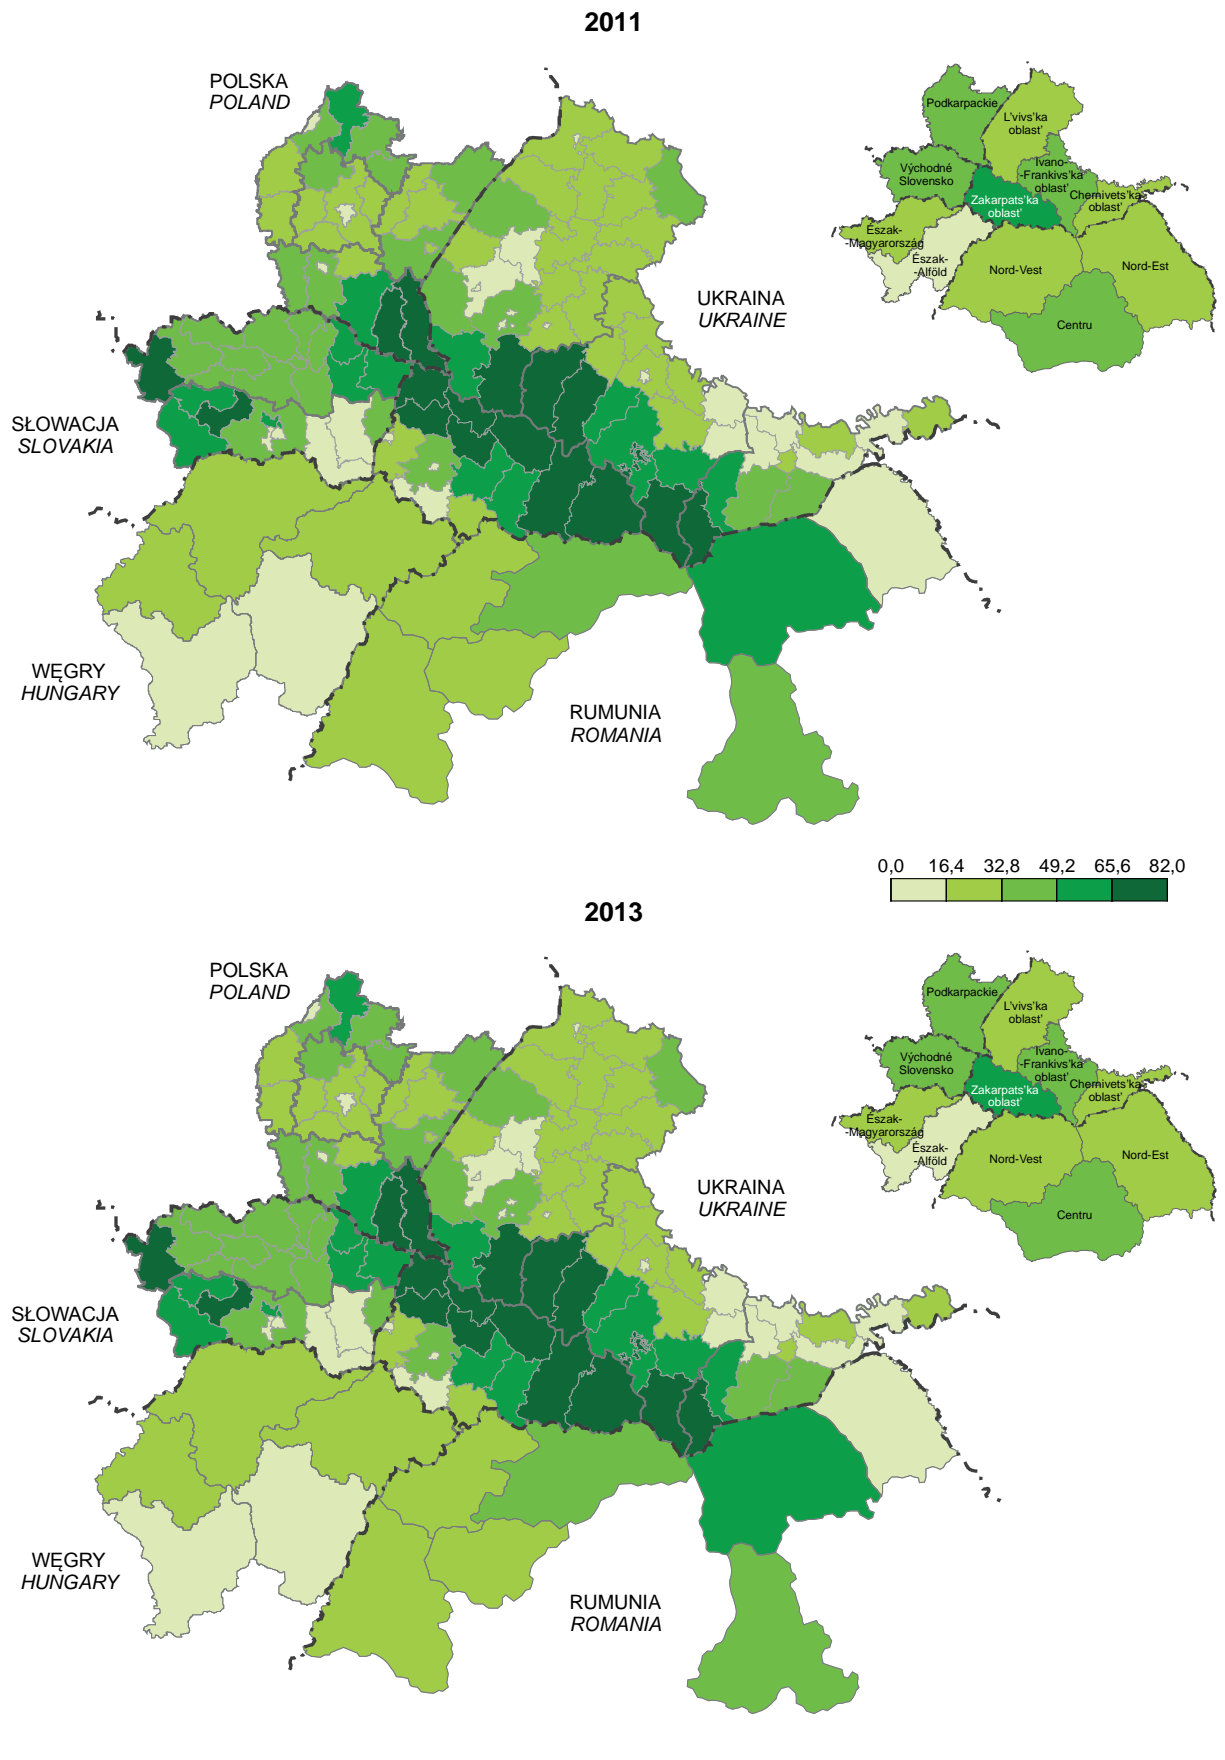 2011
POLSKA
POLAND
UKRAINA
UKRAINE
SŁOWACJA
SLOVAKIA
WĘGRY
HUNGARY
RUMUNIA
ROMANIA
Podkarpackie
L'vivs'ka
oblast'
Východné
Slovensko
Ivano-
-Frankivs'ka
oblast'
Zakarpats'ka
oblast'
Chernivets'ka
oblast'
Észak-
-Magyarország
Észak-
-Alföld
Nord-Vest
Nord-Est
Centru
0,0 16,4 32,8 49,2 65,6 82,0
2013
POLSKA
POLAND
UKRAINA
UKRAINE
SŁOWACJA
SLOVAKIA
WĘGRY
HUNGARY
RUMUNIA
ROMANIA
Podkarpackie
L'vivs'ka
oblast'
Východné
Slovensko
Ivano-
-Frankivs'ka
oblast'
Zakarpats'ka
oblast'
Chernivets'ka
oblast'
Észak-
-Magyarország
Észak-
-Alföld
Nord-Vest
Nord-Est
Centru